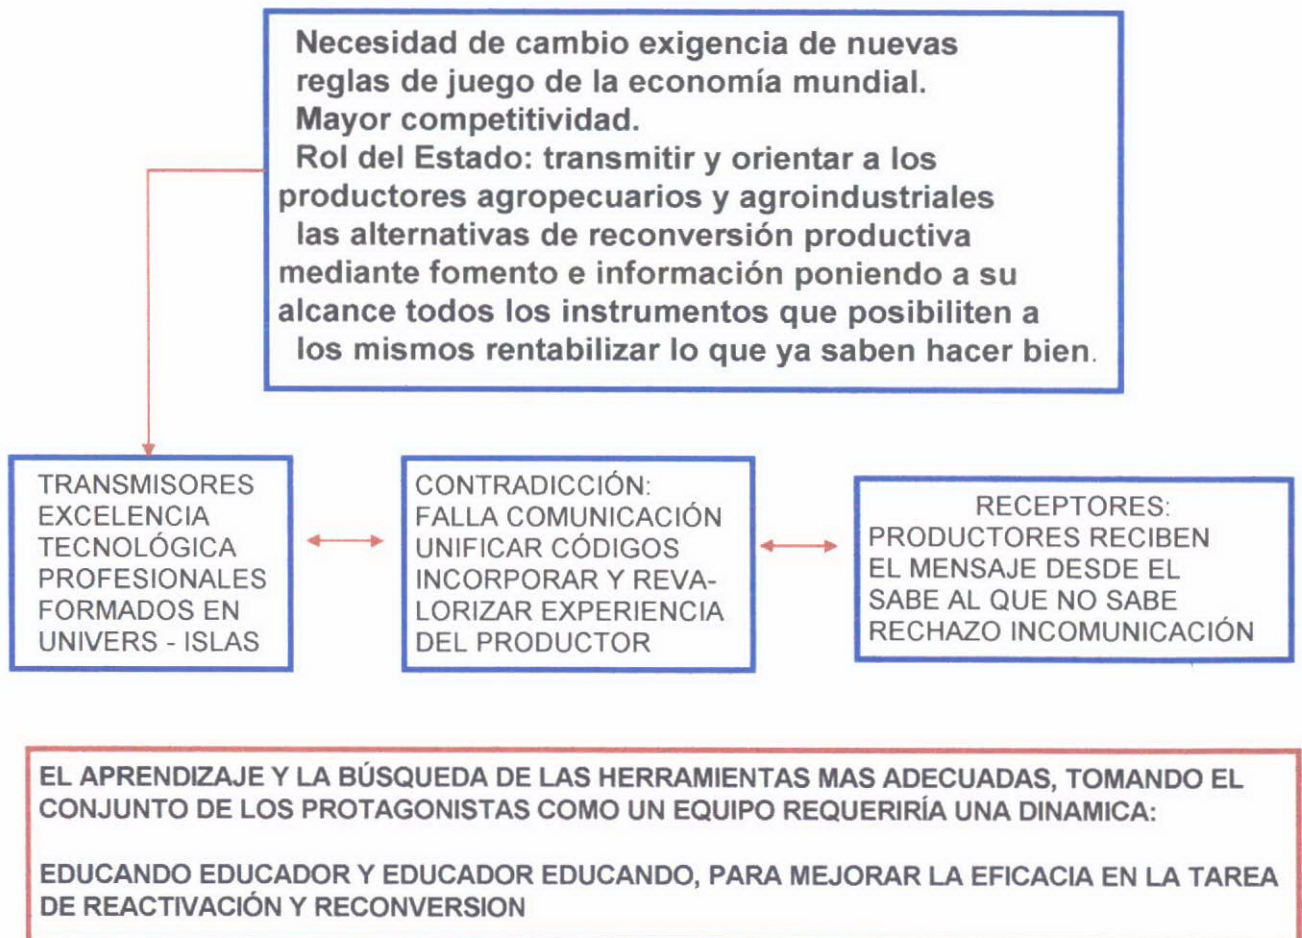 Necesidad de cambio exigencia de nuevas
reglas de juego de la economía mundial.
Mayor competitividad.
Rol del Estado: transmitir y orientar a los
productores agropecuarios y agroindustriales
las alternativas de reconversión productiva
mediante fomento e información poniendo a su
alcance todos los instrumentos que posibiliten a
los mismos rentabilizar lo que ya saben hacer bien.
TRANSMISORES
EXCELENCIA
TECNOLÓGICA
PROFESIONALES
FORMADOS EN
UNIVERS - ISLAS
CONTRADICCIÓN:
FALLA COMUNICACIÓN
UNIFICAR CÓDIGOS
INCORPORAR Y REVA-
LORIZAR EXPERIENCIA
DEL PRODUCTOR
RECEPTORES:
PRODUCTORES RECIBEN
EL MENSAJE DESDE EL
SABE AL QUE NO SABE
RECHAZO INCOMUNICACIÓN
EL APRENDIZAJE Y LA BÚSQUEDA DE LAS HERRAMIENTAS MAS ADECUADAS, TOMANDO EL
CONJUNTO DE LOS PROTAGONISTAS COMO UN EQUIPO REQUERIRÍA UNA DINAMICA:
EDUCANDO EDUCADOR Y EDUCADOR EDUCANDO, PARA MEJORAR LA EFICACIA EN LA TAREA
DE REACTIVACIÓN Y RECONVERSION